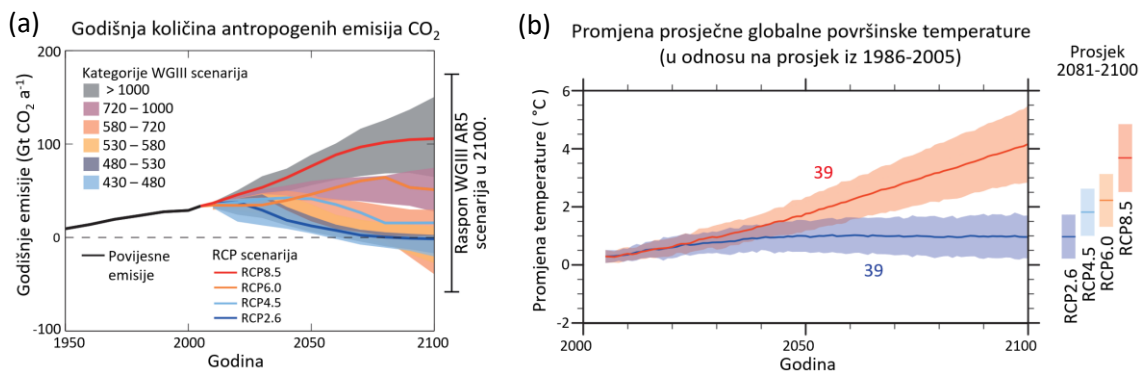 (a)
Godišnja količina antropogenih emisija CO₂
Godišnje emisije (Gt CO₂ a⁻¹)
200
100
0
-100
Kategorije WGIII scenarija
> 1000
720 – 1000
580 – 720
530 – 580
480 – 530
430 – 480
Povijesne
emisije
RCP scenarija
RCP8.5
RCP6.0
RCP4.5
RCP2.6
1950
2000
2050
2100
Godina
Raspon WGIII AR5
scenarija u 2100.
(b)
Promjena prosječne globalne površinske temperature
(u odnosu na prosjek iz 1986-2005)
Promjena temperature ( °C)
6
4
2
0
-2
39
39
2000
2050
2100
Godina
Prosjek
2081-2100
RCP2.6
RCP4.5
RCP6.0
RCP8.5